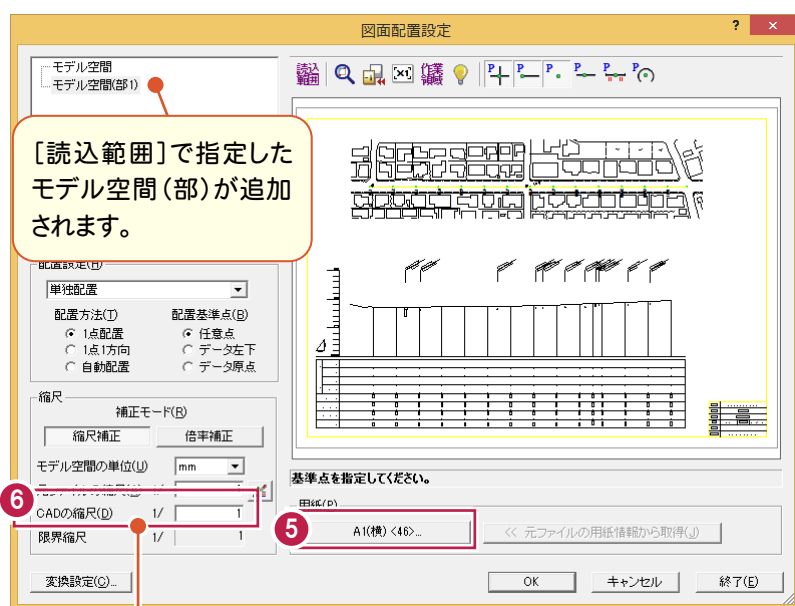 図面配置設定
? ×
モデル空間
モデル空間(部1)
読込
範囲
作業
領域
P P P P P P
[読込範囲]で指定した
モデル空間(部)が追加
されます。
配置設定(H)
単独配置
配置方法(T) 配置基準点(B)
1点配置 任意点
1点1方向 データ左下
自動配置 データ原点
縮尺
補正モード(R)
縮尺補正 倍率補正
モデル空間の単位(U) mm
6
CADの縮尺(D) 1/ 1
限界縮尺 1/ 1
変換設定(C)...
基準点を指定してください。
用紙(P)
5
A1(横) <46>...
<< 元ファイルの用紙情報から取得(J)
OK キャンセル 終了(E)